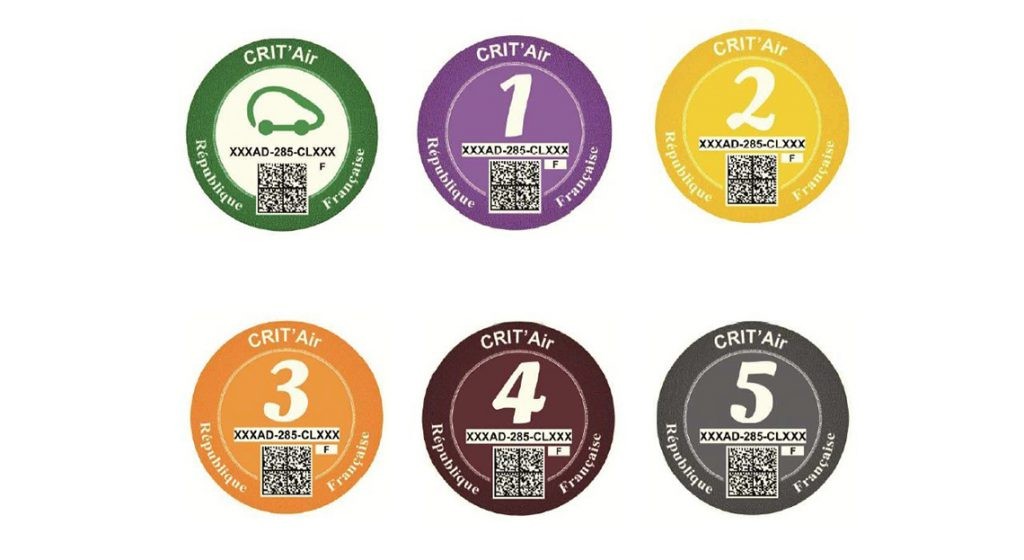 CRIT'Air
XXXAD-285-CLXXX
F
République Française
CRIT'Air
1
XXXAD-285-CLXXX
F
République Française
CRIT'Air
2
XXXAD-285-CLXXX
F
République Française
CRIT'Air
3
XXXAD-285-CLXXX
F
République Française
CRIT'Air
4
XXXAD-285-CLXXX
F
République Française
CRIT'Air
5
XXXAD-285-CLXXX
F
République Française